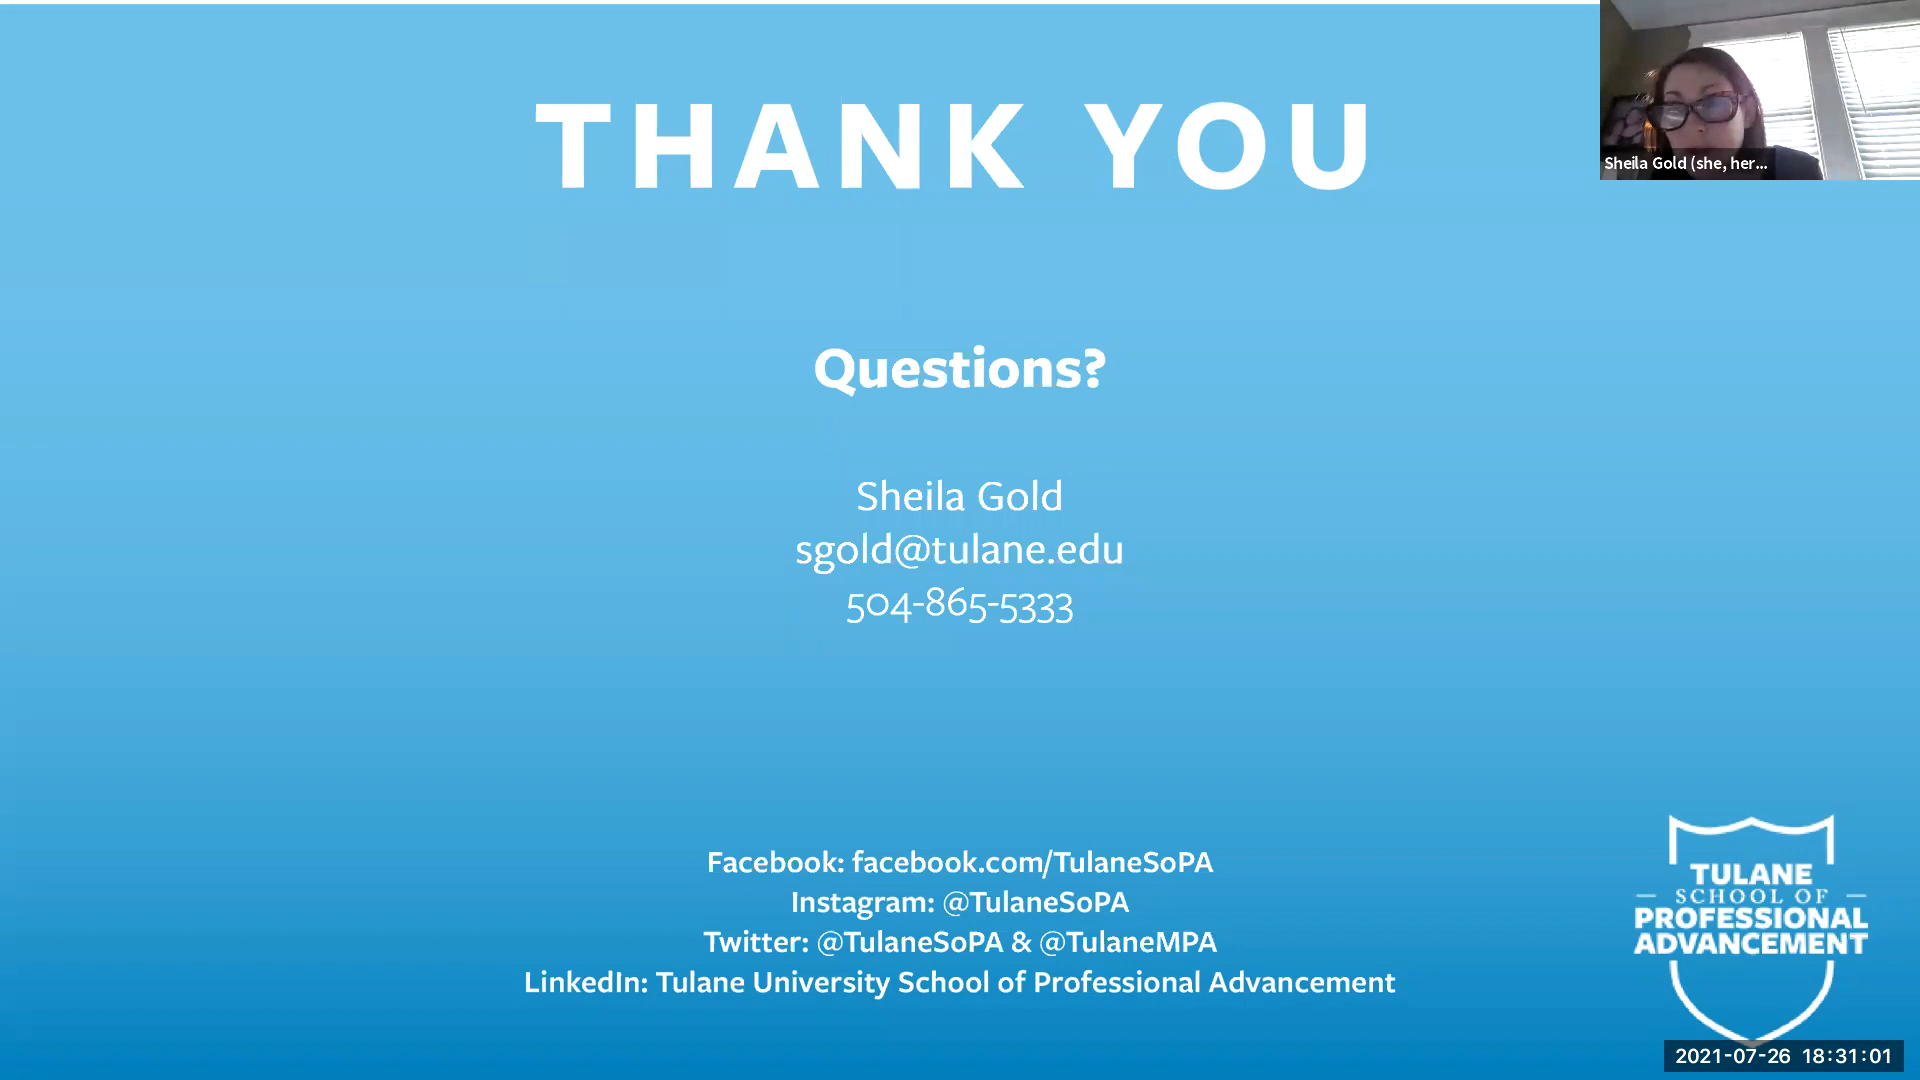 THANK YOU
Sheila Gold (she, her...
Questions?
Sheila Gold
sgold@tulane.edu
504-865-5333
Facebook: facebook.com/TulaneSoPA
Instagram: @TulaneSoPA
Twitter: @TulaneSoPA & @TulaneMPA
LinkedIn: Tulane University School of Professional Advancement
TULANE
SCHOOL OF
PROFESSIONAL
ADVANCEMENT
2021-07-26 18:31:01